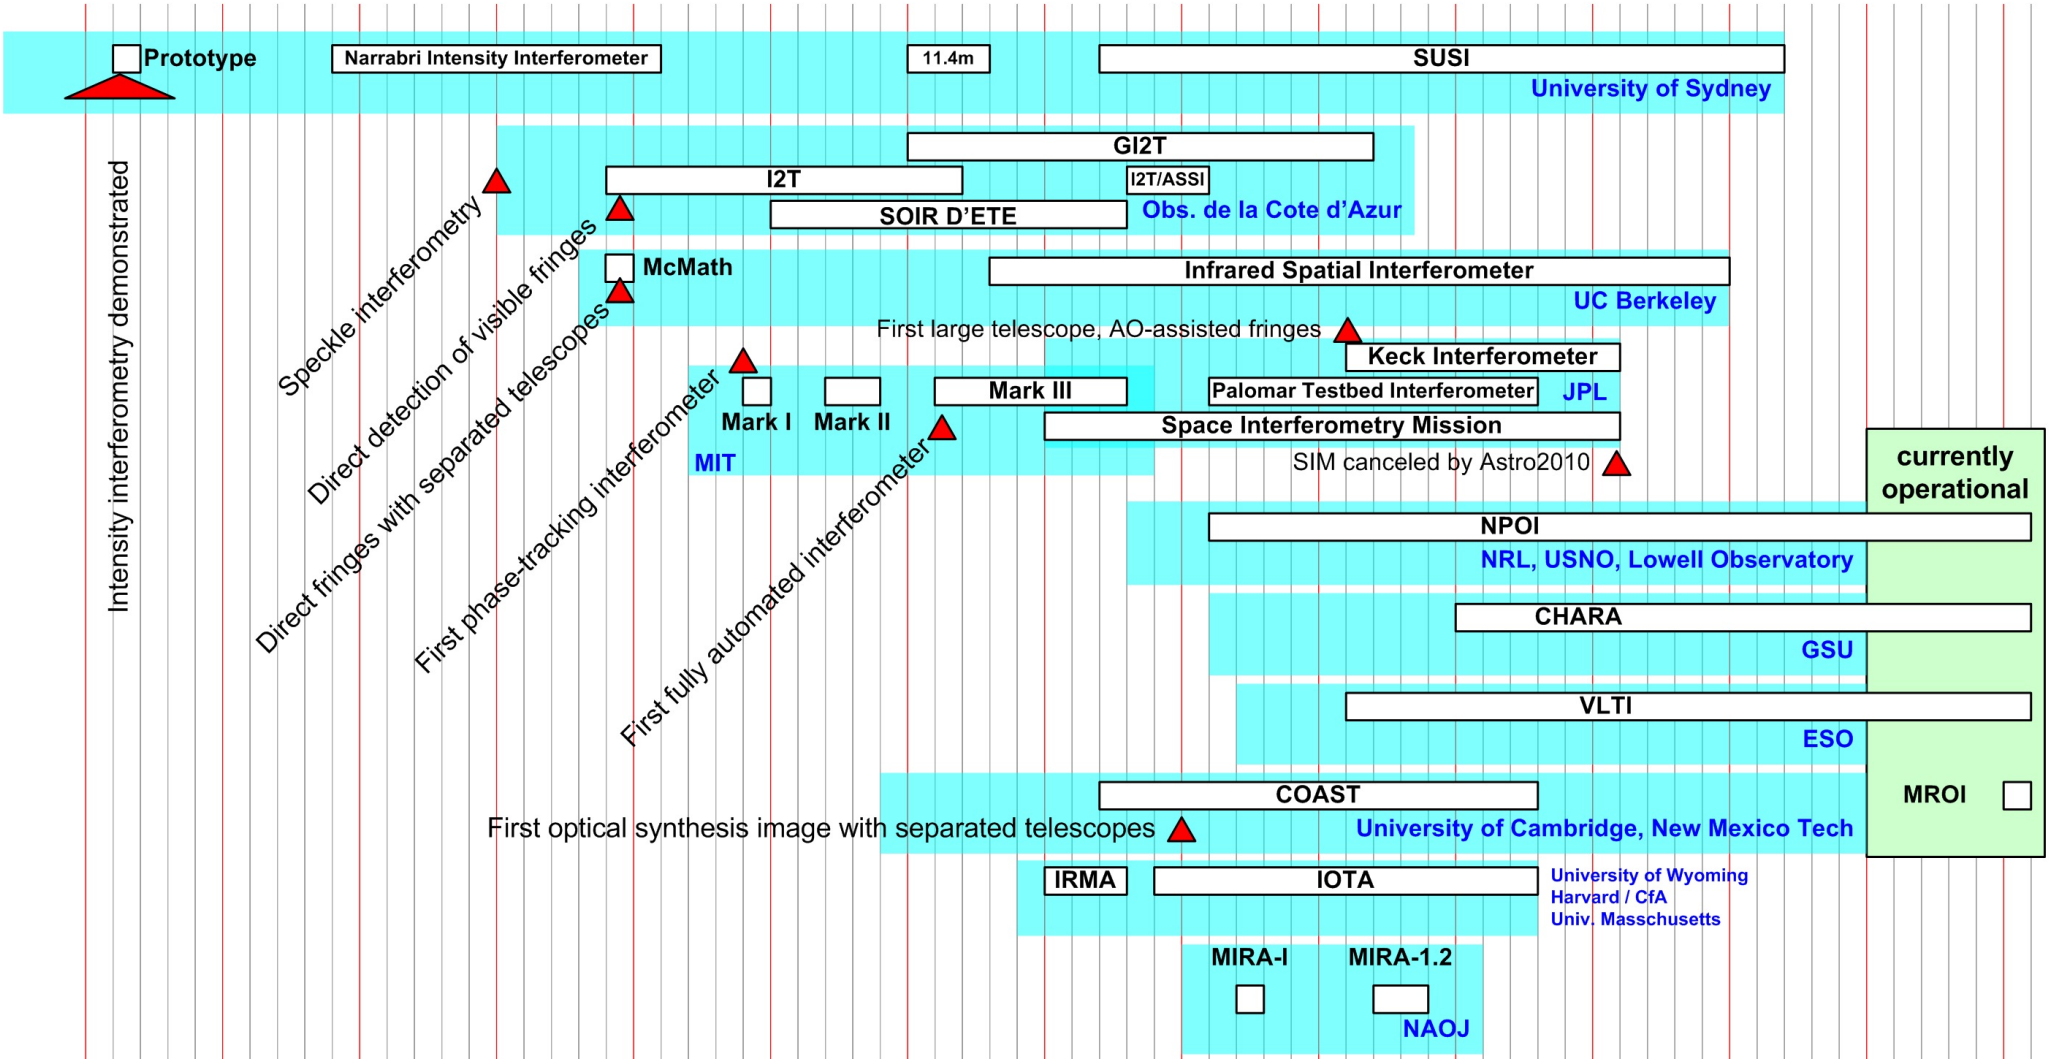 Prototype
Narrabri Intensity Interferometer
11.4m
SUSI
University of Sydney
Intensity interferometry demonstrated
GI2T
I2T
I2T/ASSI
SOIR D’ETE
Obs. de la Cote d’Azur
Speckle interferometry
Direct detection of visible fringes
McMath
Infrared Spatial Interferometer
UC Berkeley
Direct fringes with separated telescopes
First large telescope, AO-assisted fringes
Keck Interferometer
Mark I
Mark II
Mark III
Palomar Testbed Interferometer
JPL
Space Interferometry Mission
MIT
SIM canceled by Astro2010
First phase-tracking interferometer
First fully automated interferometer
currently
operational
NPOI
NRL, USNO, Lowell Observatory
CHARA
GSU
VLTI
ESO
COAST
MROI
First optical synthesis image with separated telescopes
University of Cambridge, New Mexico Tech
IRMA
IOTA
University of Wyoming
Harvard / CfA
Univ. Masschusetts
MIRA-I
MIRA-1.2
NAOJ